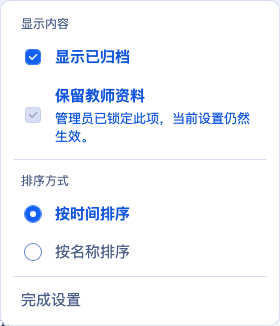 显示内容
显示已归档
保留教师资料
管理员已锁定此项，当前设置仍然
生效。
排序方式
按时间排序
按名称排序
完成设置